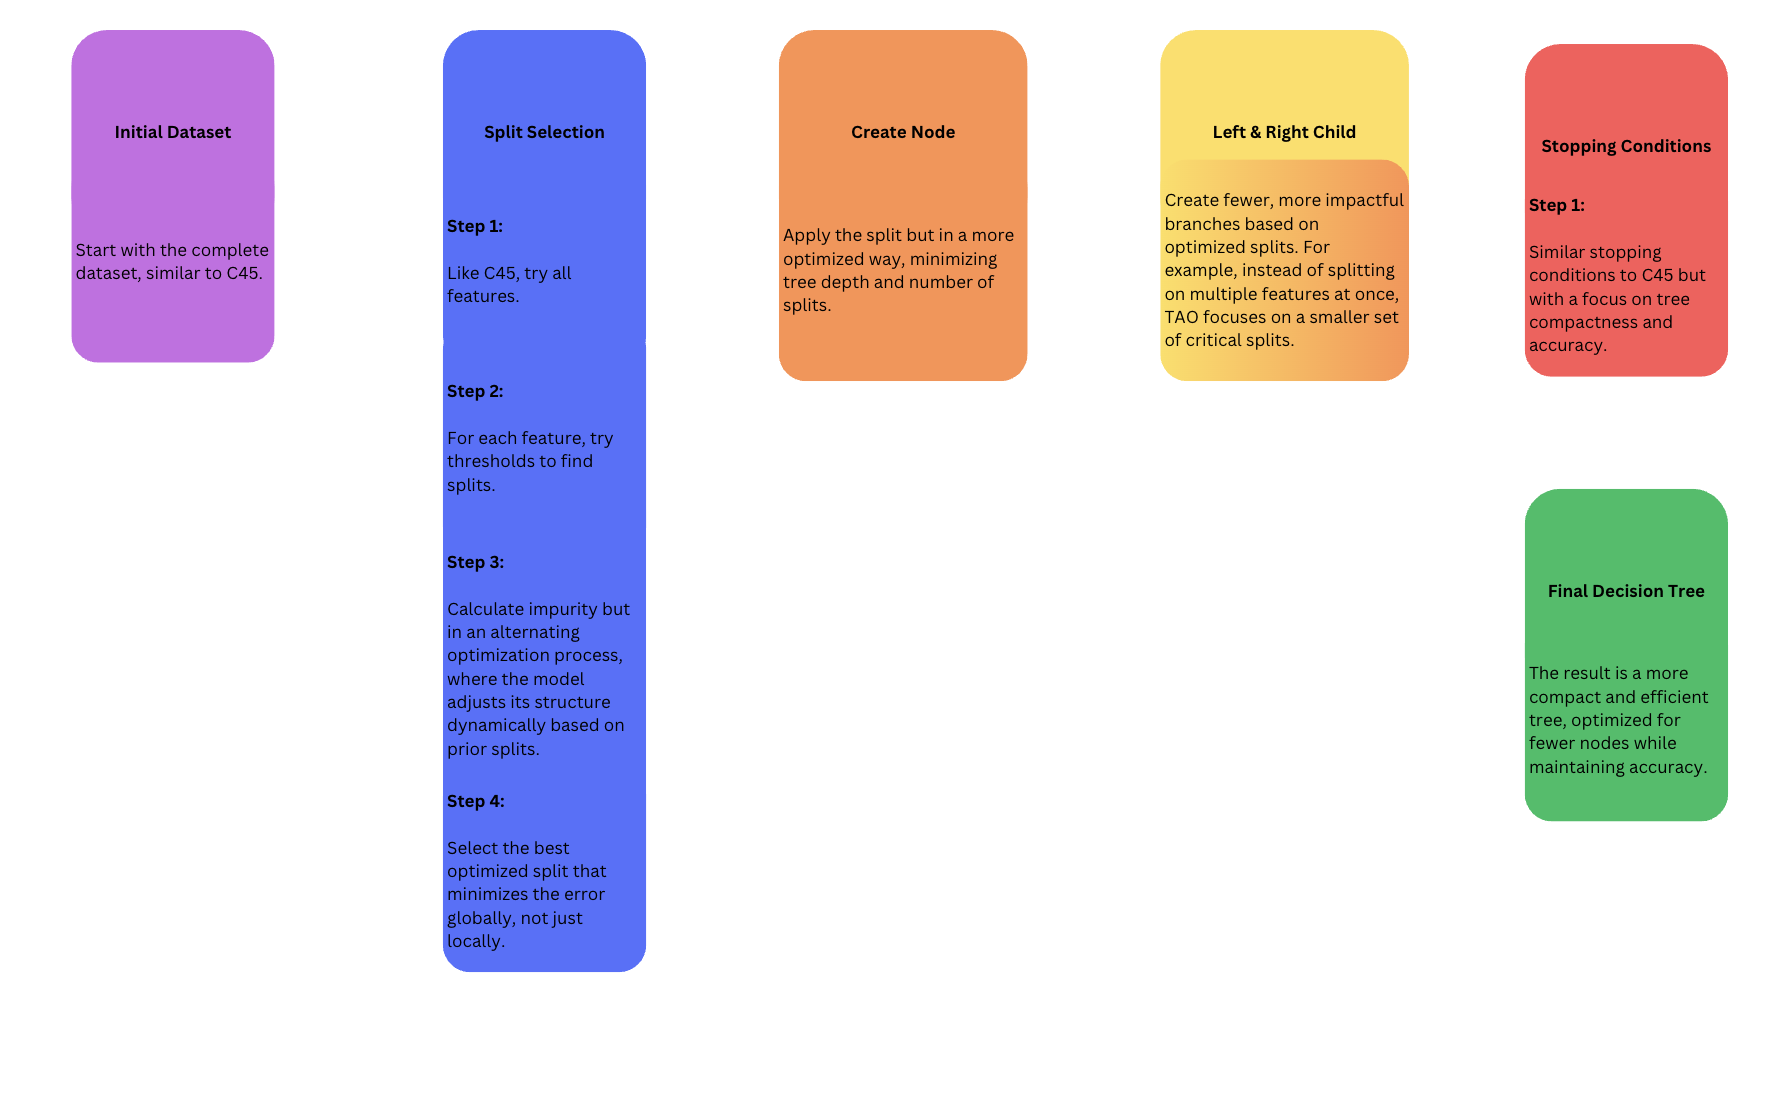 Initial Dataset
Start with the complete
dataset, similar to C45.
Split Selection
Step 1:
Like C45, try all
features.
Step 2:
For each feature, try
thresholds to find
splits.
Step 3:
Calculate impurity but
in an alternating
optimization process,
where the model
adjusts its structure
dynamically based on
prior splits.
Step 4:
Select the best
optimized split that
minimizes the error
globally, not just
locally.
Create Node
Apply the split but in a more
optimized way, minimizing
tree depth and number of
splits.
Left & Right Child
Create fewer, more impactful
branches based on
optimized splits. For
example, instead of splitting
on multiple features at once,
TAO focuses on a smaller set
of critical splits.
Stopping Conditions
Step 1:
Similar stopping
conditions to C45 but
with a focus on tree
compactness and
accuracy.
Final Decision Tree
The result is a more
compact and efficient
tree, optimized for
fewer nodes while
maintaining accuracy.